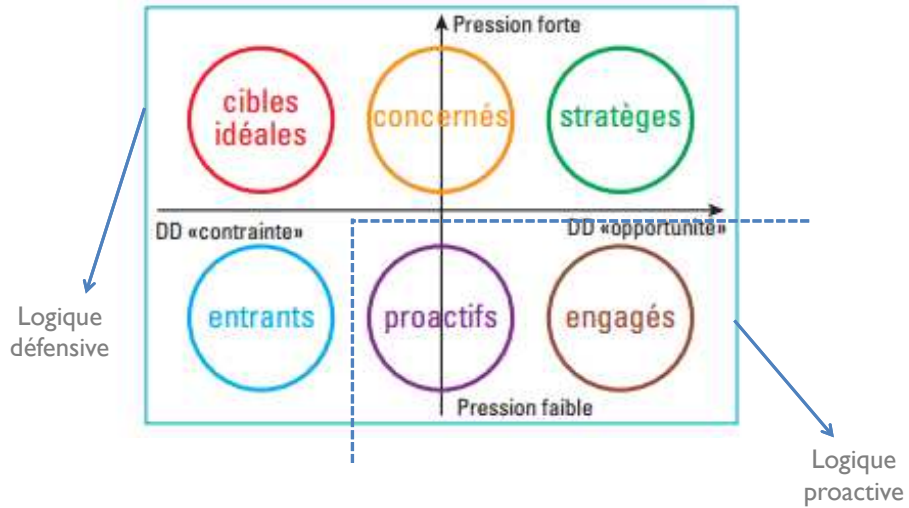 Pression forte
cibles
idéales
concernés
stratèges
DD «contrainte»
DD «opportunité»
entrants
proactifs
engagés
Logique
défensive
Pression faible
Logique
proactive